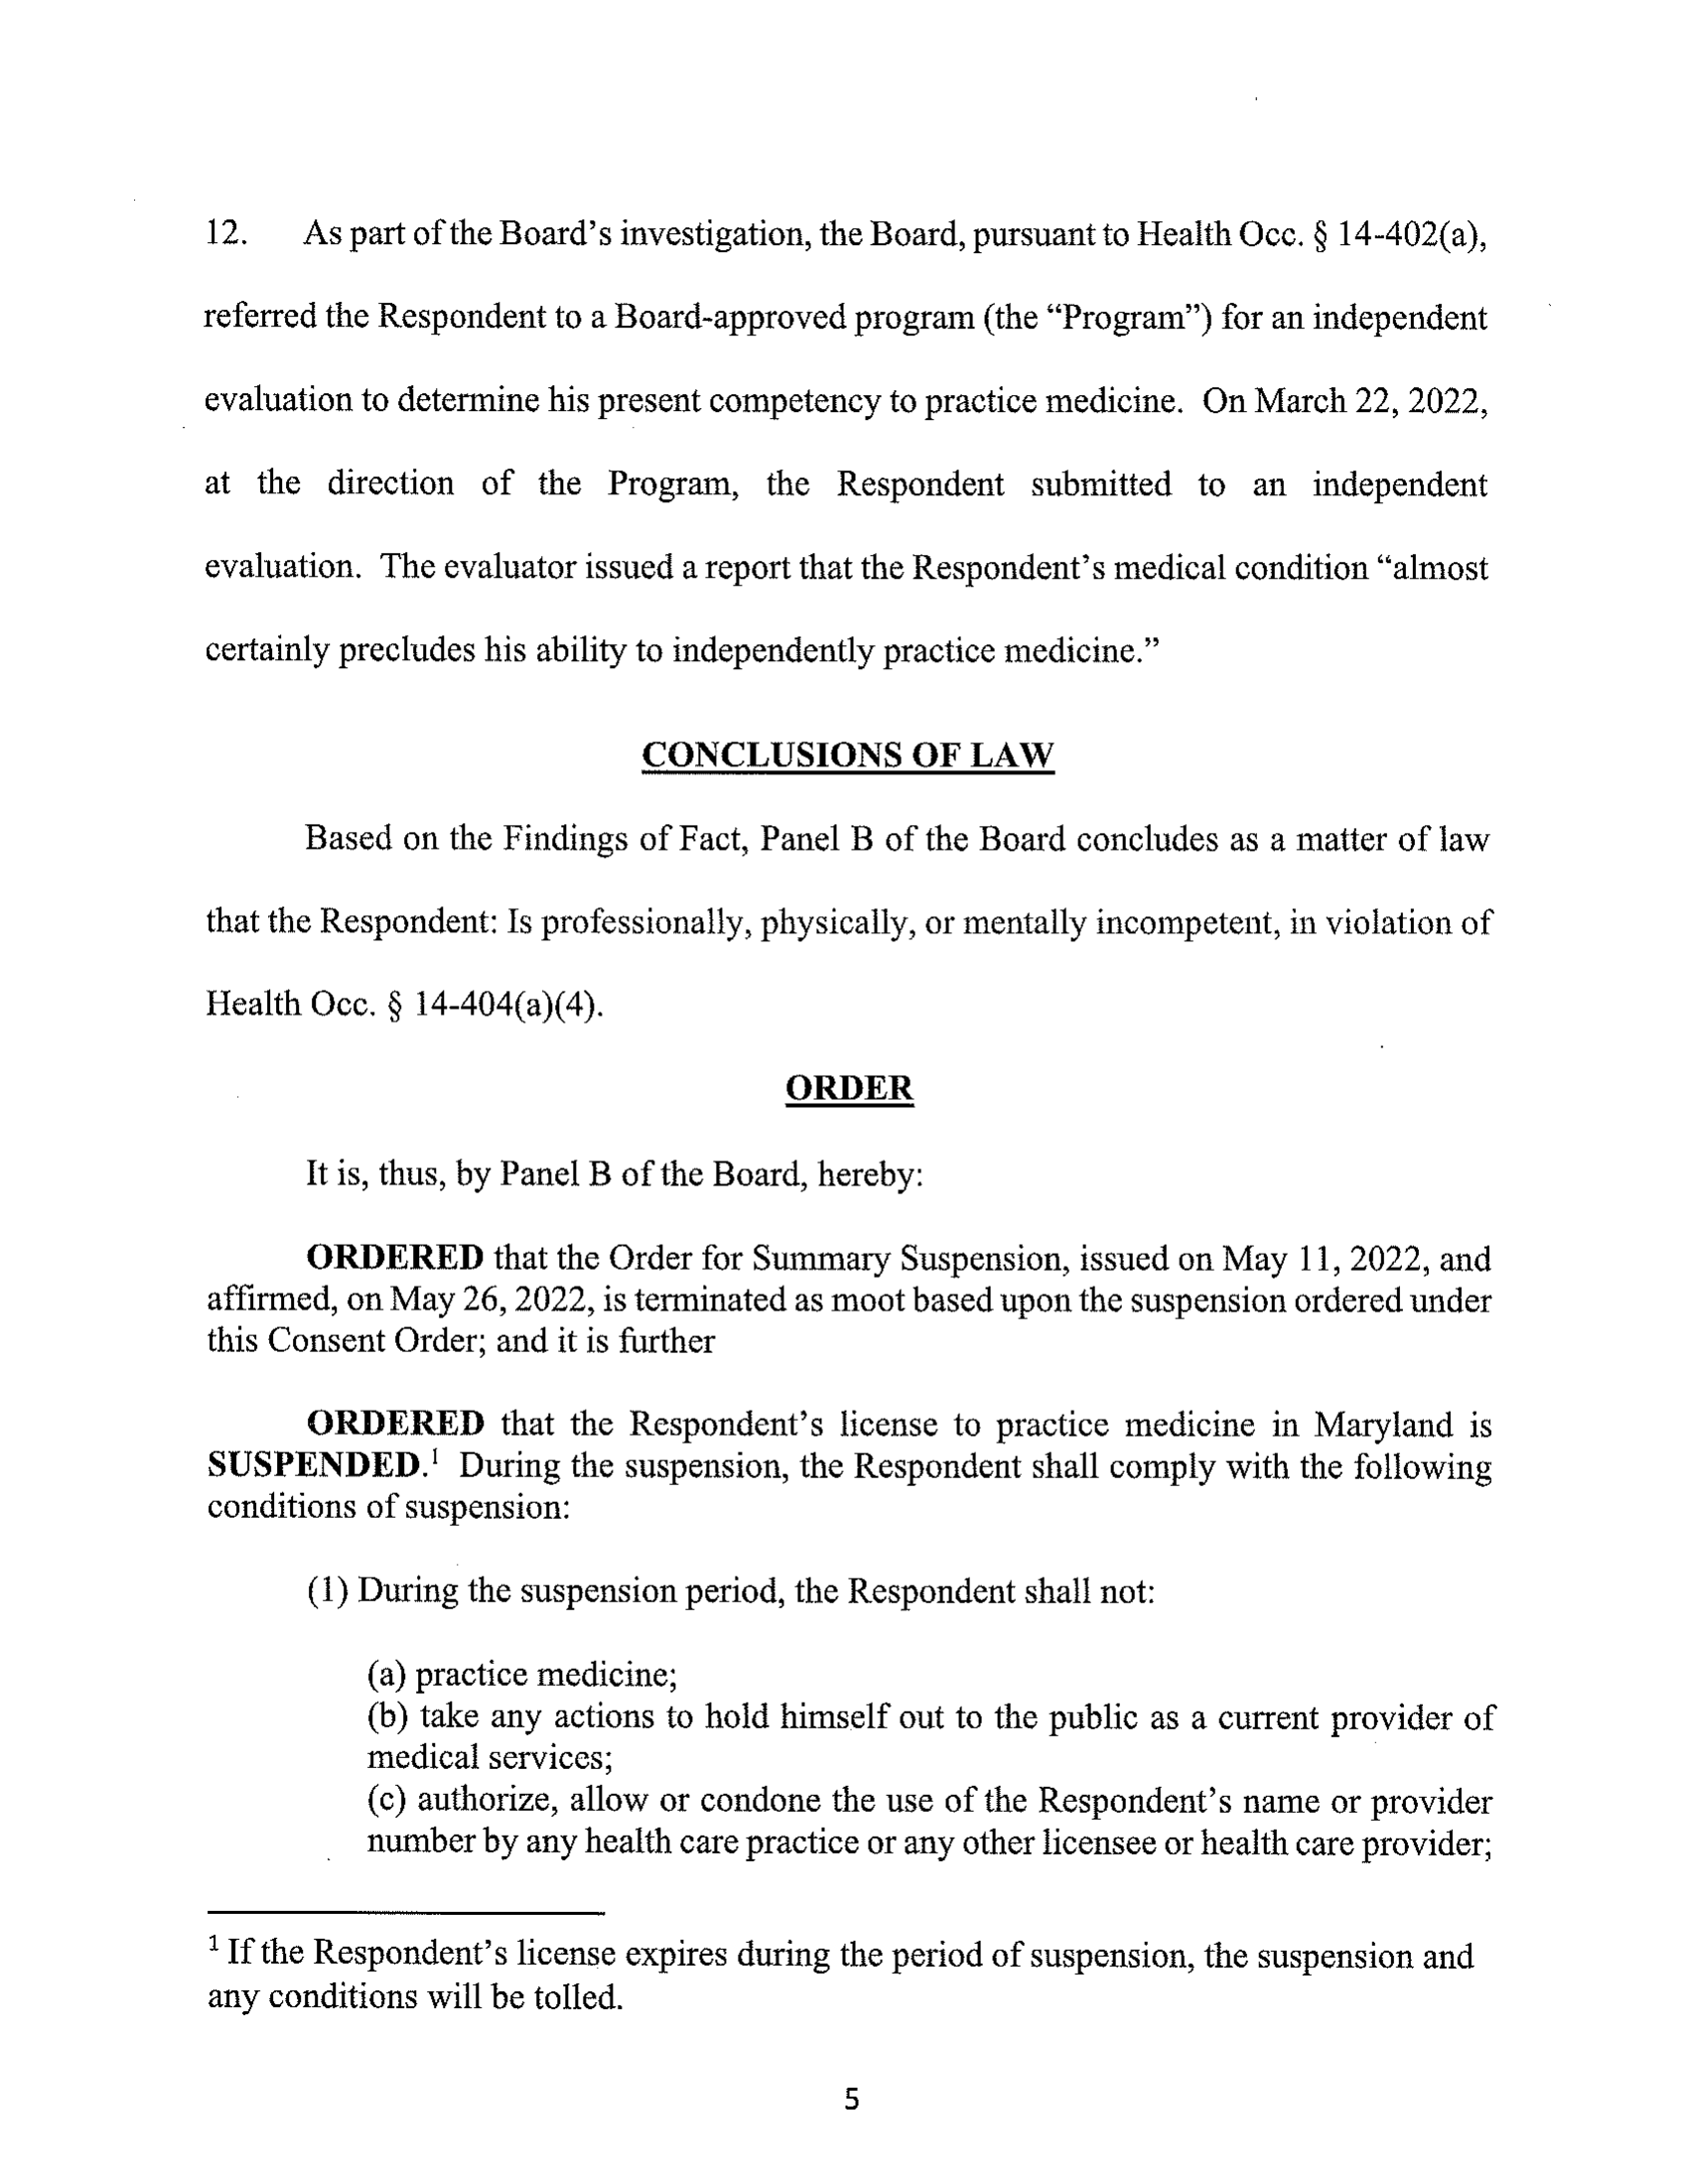 12. As part of the Board's investigation, the Board, pursuant to Health Occ. § 14-402(a),
referred the Respondent to a Board-approved program (the “Program”) for an independent
evaluation to determine his present competency to practice medicine. On March 22, 2022,
at the direction of the Program, the Respondent submitted to an independent
evaluation. The evaluator issued a report that the Respondent's medical condition “almost
certainly precludes his ability to independently practice medicine.”
CONCLUSIONS OF LAW
Based on the Findings of Fact, Panel B of the Board concludes as a matter of law
that the Respondent: Is professionally, physically, or mentally incompetent, in violation of
Health Occ. § 14-404(a)(4).
ORDER
It is, thus, by Panel B of the Board, hereby:
ORDERED that the Order for Summary Suspension, issued on May 11, 2022, and
affirmed, on May 26, 2022, is terminated as moot based upon the suspension ordered under
this Consent Order; and it is further
ORDERED that the Respondent's license to practice medicine in Maryland is
SUSPENDED.¹ During the suspension, the Respondent shall comply with the following
conditions of suspension:
(1) During the suspension period, the Respondent shall not:
(a) practice medicine;
(b) take any actions to hold himself out to the public as a current provider of
medical services;
(c) authorize, allow or condone the use of the Respondent's name or provider
number by any health care practice or any other licensee or health care provider;
¹ If the Respondent's license expires during the period of suspension, the suspension and
any conditions will be tolled.
5